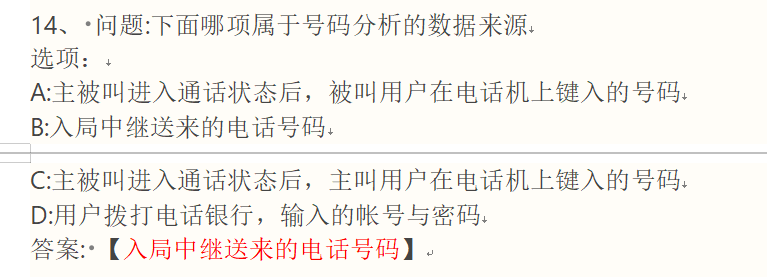 14、 问题:下面哪项属于号码分析的数据来源
选项：
A:主被叫进入通话状态后，被叫用户在电话机上键入的号码
B:入局中继送来的电话号码
C:主被叫进入通话状态后，主叫用户在电话机上键入的号码
D:用户拨打电话银行，输入的帐号与密码
答案: 【入局中继送来的电话号码】